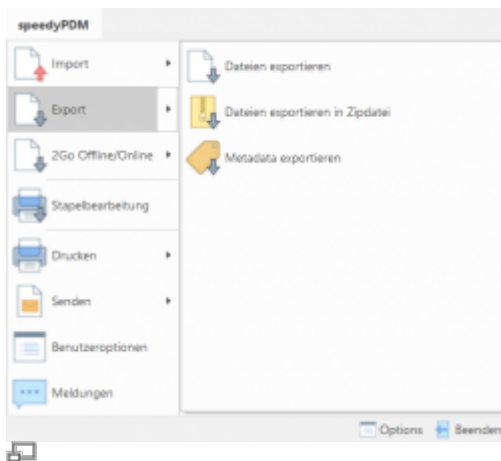 speedyPDM
Import
Export
2Go Offline/Online
Stapelbearbeitung
Drucken
Senden
Benutzeroptionen
Meldungen
Dateien exportieren
Dateien exportieren in Zipdatei
Metadata exportieren
Options Beenden